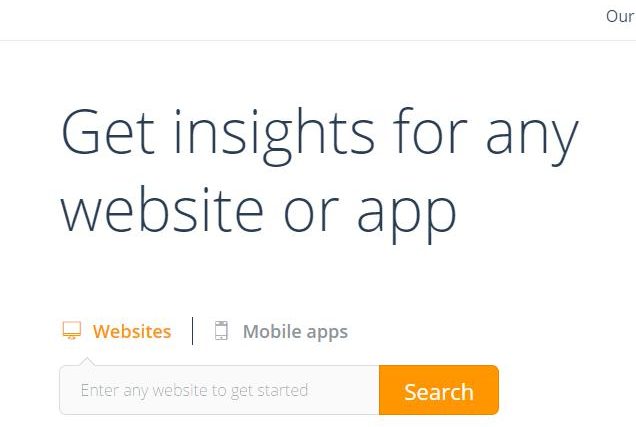 Our
Get insights for any
website or app
Websites
Mobile apps
Enter any website to get started
Search